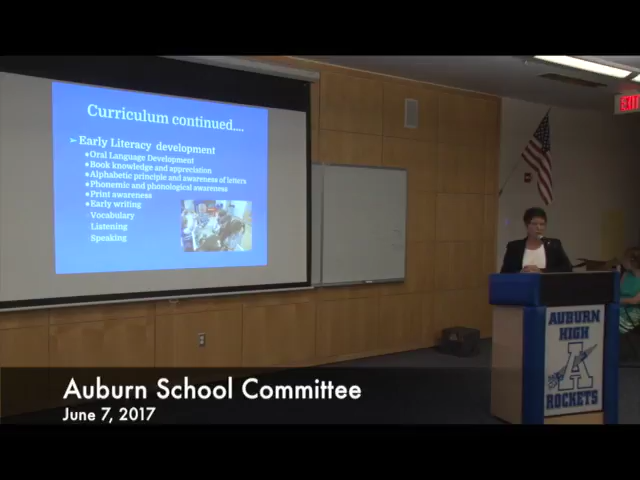 Curriculum continued....
➢Early Literacy development
●Oral Language Development
●Book knowledge and appreciation
●Alphabetic principle and awareness of letters
●Phonemic and phonological awareness
●Print awareness
●Early writing
Vocabulary
Listening
Speaking
EXIT
AUBURN
HIGH
A
ROCKETS
Auburn School Committee
June 7, 2017